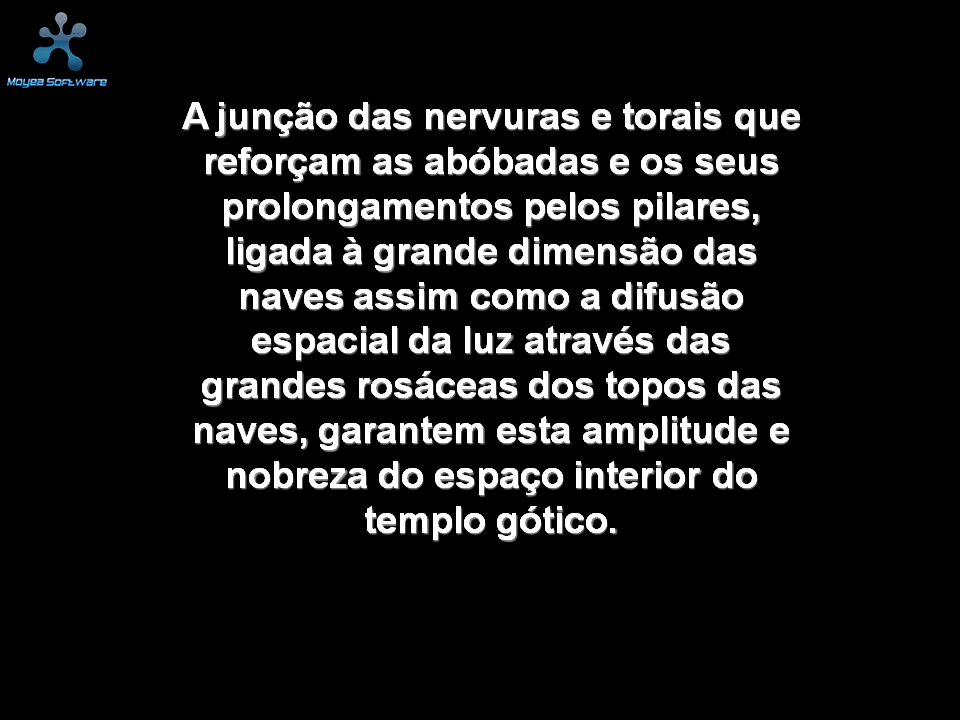 Moyea Software
A junção das nervuras e torais que
reforçam as abóbadas e os seus
prolongamentos pelos pilares,
ligada à grande dimensão das
naves assim como a difusão
espacial da luz através das
grandes rosáceas dos topos das
naves, garantem esta amplitude e
nobreza do espaço interior do
templo gótico.